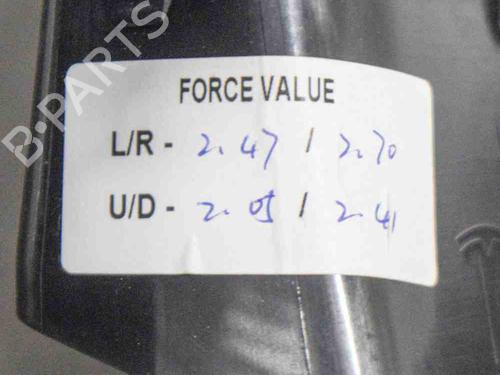 B-PARTS
FORCE VALUE
L/R - 2.47 / 2.70
U/D - 2.05 / 2.41